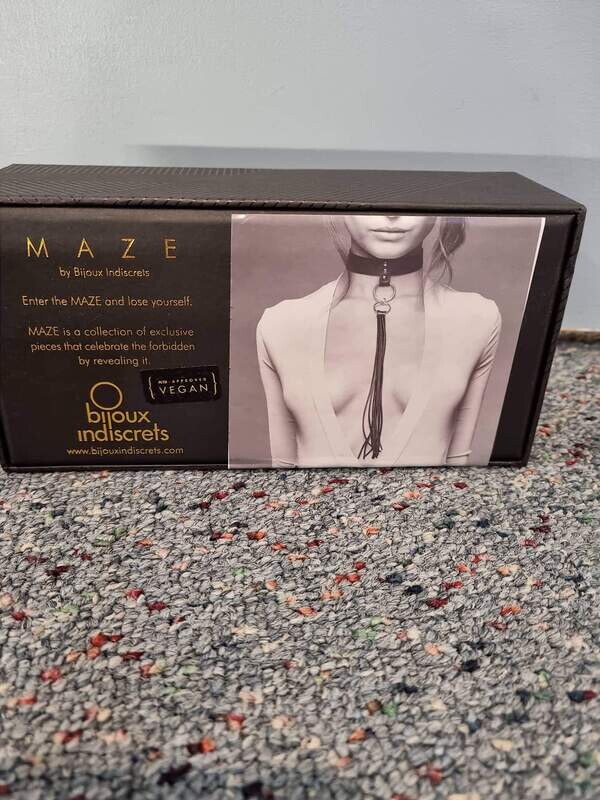 MAZE
by Bijoux Indiscrets
Enter the MAZE and lose yourself.
MAZE is a collection of exclusive
pieces that celebrate the forbidden
by revealing it.
APPROVED
VEGAN
bijoux
indiscrets
www.bijouxindiscrets.com